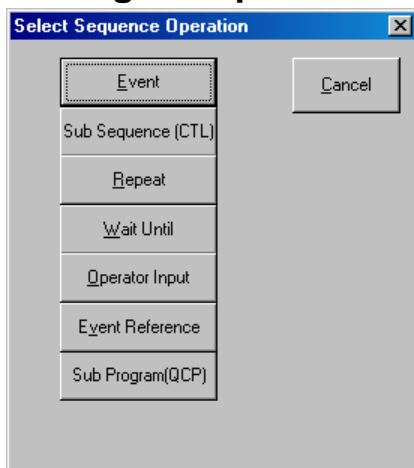 Select Sequence Operation
Event
Cancel
Sub Sequence (CTL)
Repeat
Wait Until
Operator Input
Event Reference
Sub Program(QCP)